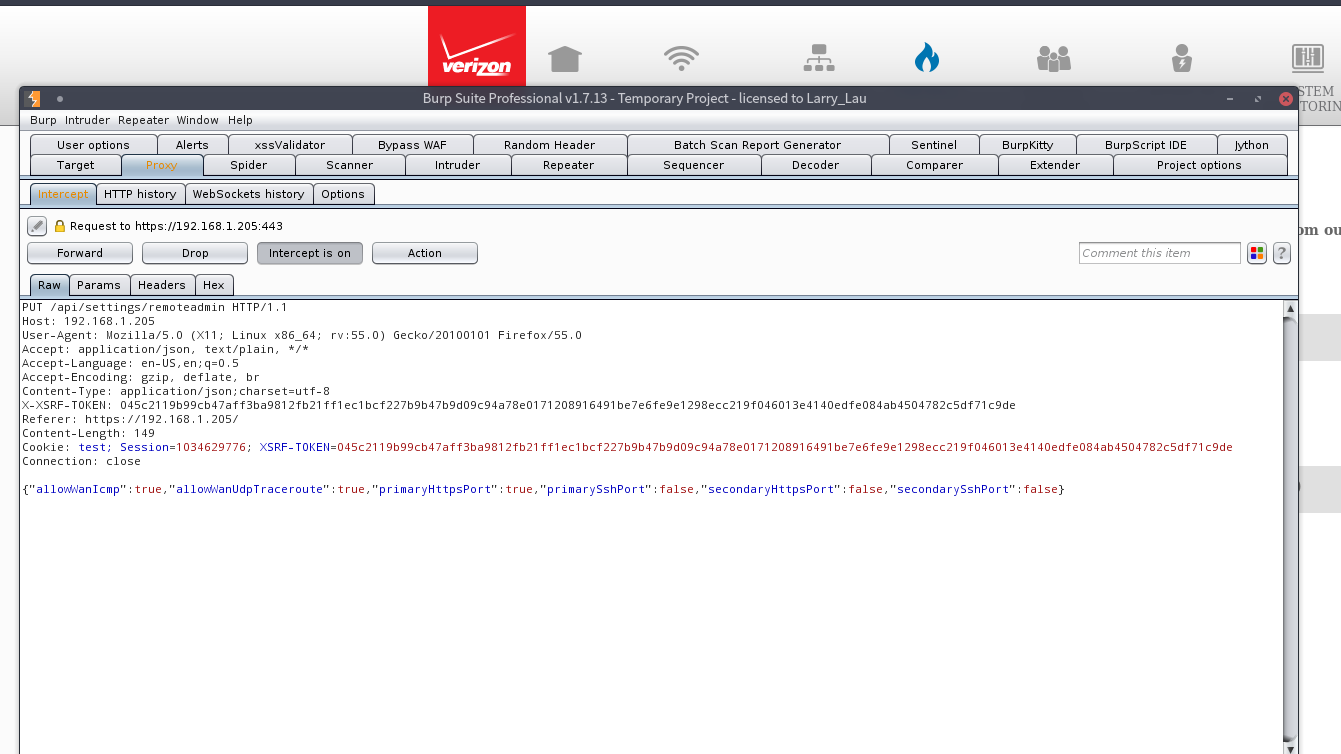 verizon
STEM
TORIN
Burp Suite Professional v1.7.13 - Temporary Project - licensed to Larry_Lau
Burp Intruder Repeater Window Help
User options Alerts xssValidator Bypass WAF Random Header Batch Scan Report Generator Sentinel BurpKitty BurpScript IDE Jython
Target Proxy Spider Scanner Intruder Repeater Sequencer Decoder Comparer Extender Project options
Intercept HTTP history WebSockets history Options
Request to https://192.168.1.205:443
om ou
Forward Drop Intercept is on Action Comment this item ?
Raw Params Headers Hex
PUT /api/settings/remoteadmin HTTP/1.1
Host: 192.168.1.205
User-Agent: Mozilla/5.0 (X11; Linux x86_64; rv:55.0) Gecko/20100101 Firefox/55.0
Accept: application/json, text/plain, */*
Accept-Language: en-US,en;q=0.5
Accept-Encoding: gzip, deflate, br
Content-Type: application/json;charset=utf-8
X-XSRF-TOKEN: 045c2119b99cb47aff3ba9812fb21ff1ec1bcf227b9b47b9d09c94a78e0171208916491be7e6fe9e1298ecc219f046013e4140edfe084ab4504782c5df71c9de
Referer: https://192.168.1.205/
Content-Length: 149
Cookie: test; Session=1034629776; XSRF-TOKEN=045c2119b99cb47aff3ba9812fb21ff1ec1bcf227b9b47b9d09c94a78e0171208916491be7e6fe9e1298ecc219f046013e4140edfe084ab4504782c5df71c9de
Connection: close
{"allowWanIcmp":true,"allowWanUdpTraceroute":true,"primaryHttpsPort":true,"primarySshPort":false,"secondaryHttpsPort":false,"secondarySshPort":false}